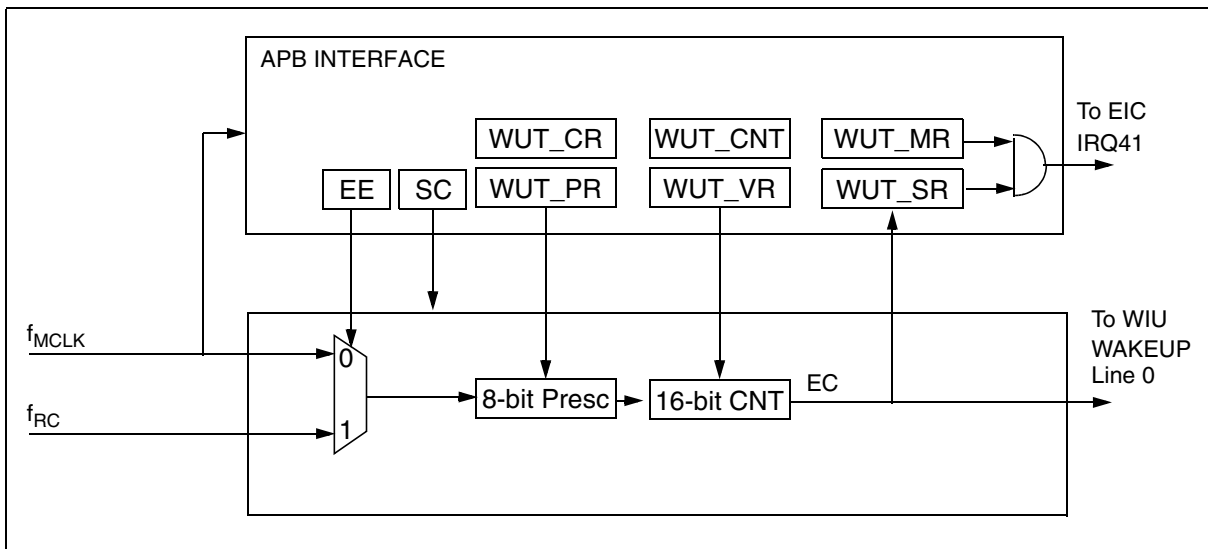 APB INTERFACE
To EIC
IRQ41
WUT_CR
WUT_CNT
WUT_MR
EE
SC
WUT_PR
WUT_VR
WUT_SR
fMCLK
0
To WIU
WAKEUP
Line 0
8-bit Presc
16-bit CNT
EC
fRC
1